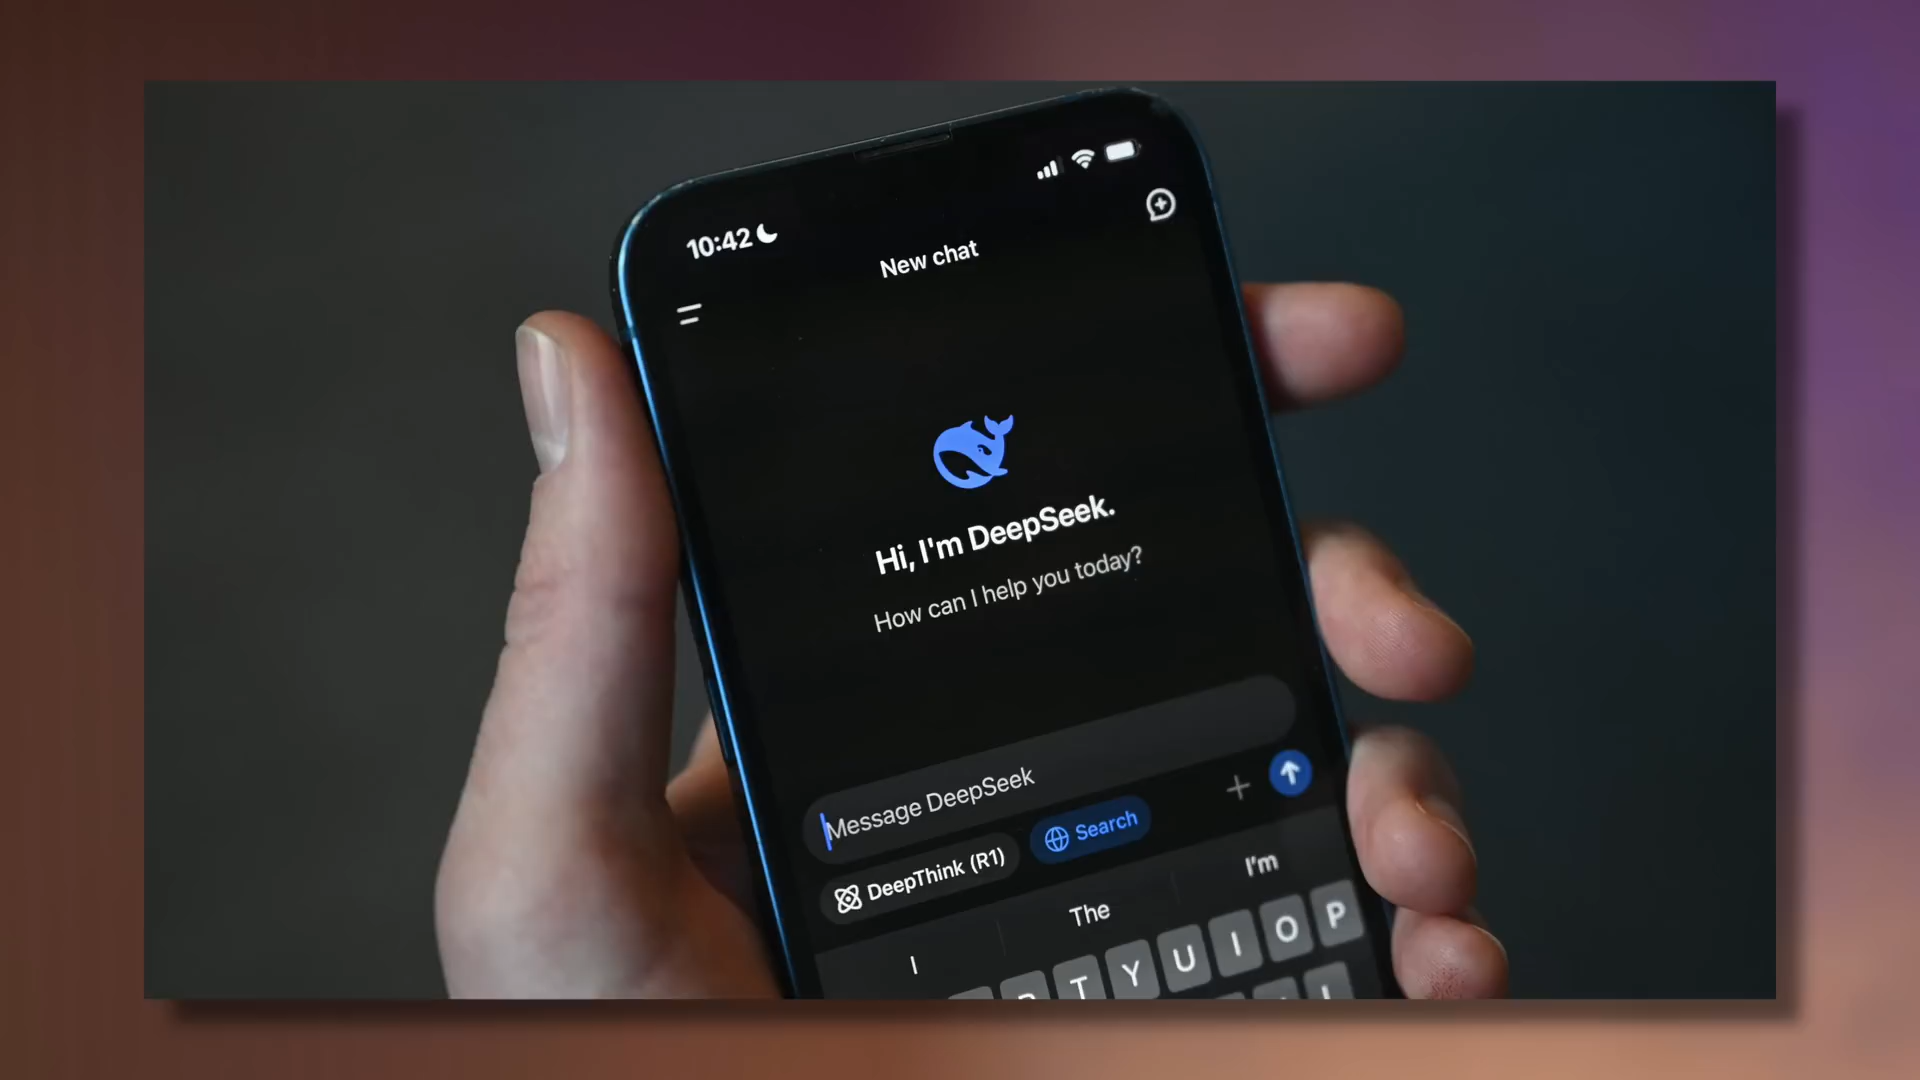 10:42
New chat
Hi, I'm DeepSeek.
How can I help you today?
Message DeepSeek
DeepThink (R1)
Search
I
The
I'm
T Y U I O P